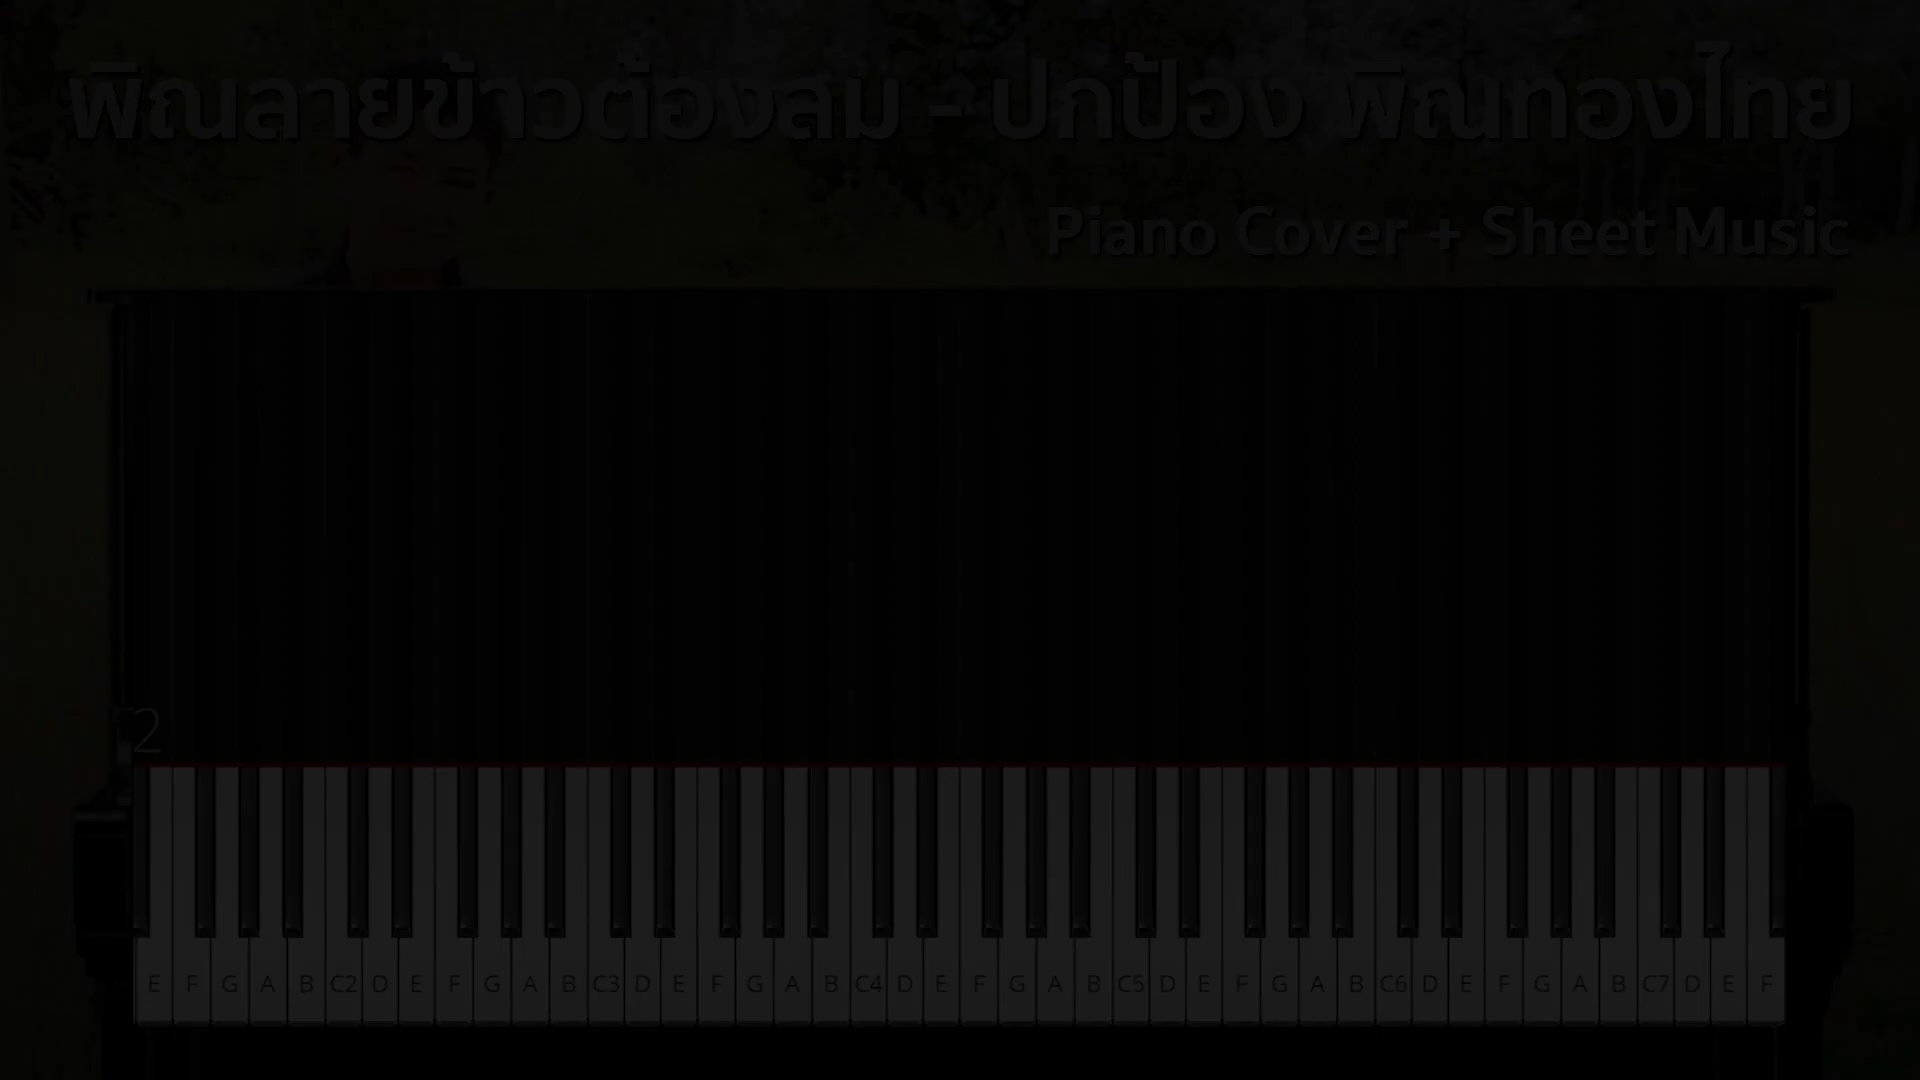 พิณลายข้าวต้องลม - ปกป้อง พิณทองไทย
Piano Cover + Sheet Music
2
E F G A B C2 D E F G A B C3 D E F G A B C4 D E F G A B C5 D E F G A B C6 D E F G A B C7 D E F